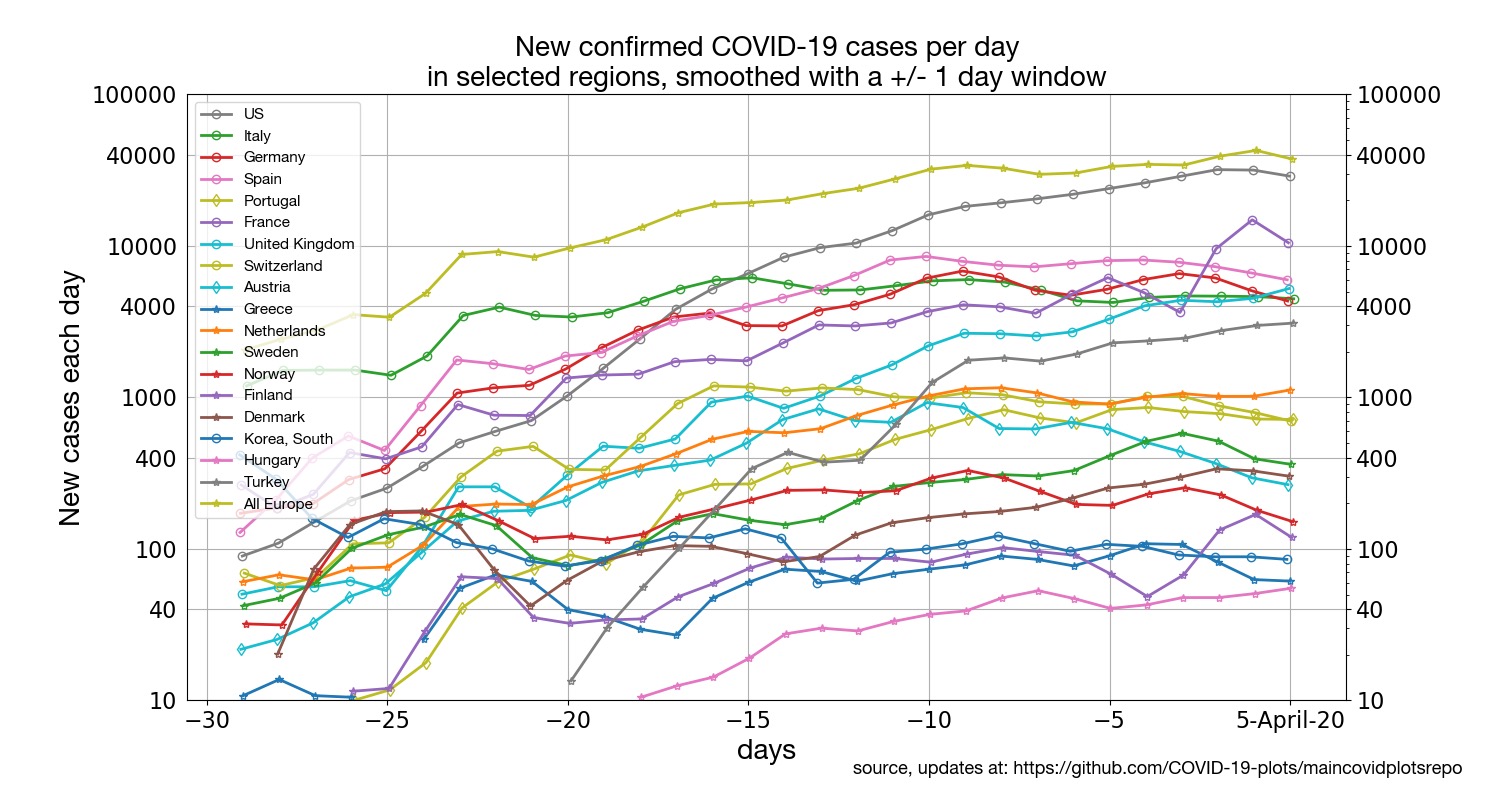 New confirmed COVID-19 cases per day
in selected regions, smoothed with a +/- 1 day window
New cases each day
100000
40000
10000
4000
1000
400
100
40
10
US
Italy
Germany
Spain
Portugal
France
United Kingdom
Switzerland
Austria
Greece
Netherlands
Sweden
Norway
Finland
Denmark
Korea, South
Hungary
Turkey
All Europe
100000
40000
10000
4000
1000
400
100
40
10
−30 −25 −20 −15 −10 −5 5-April-20
days
source, updates at: https://github.com/COVID-19-plots/maincovidplotsrepo